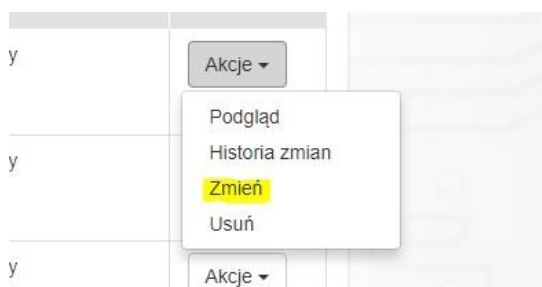 y
Akcje
Podgląd
Historia zmian
y
Zmień
Usuń
y
Akcje